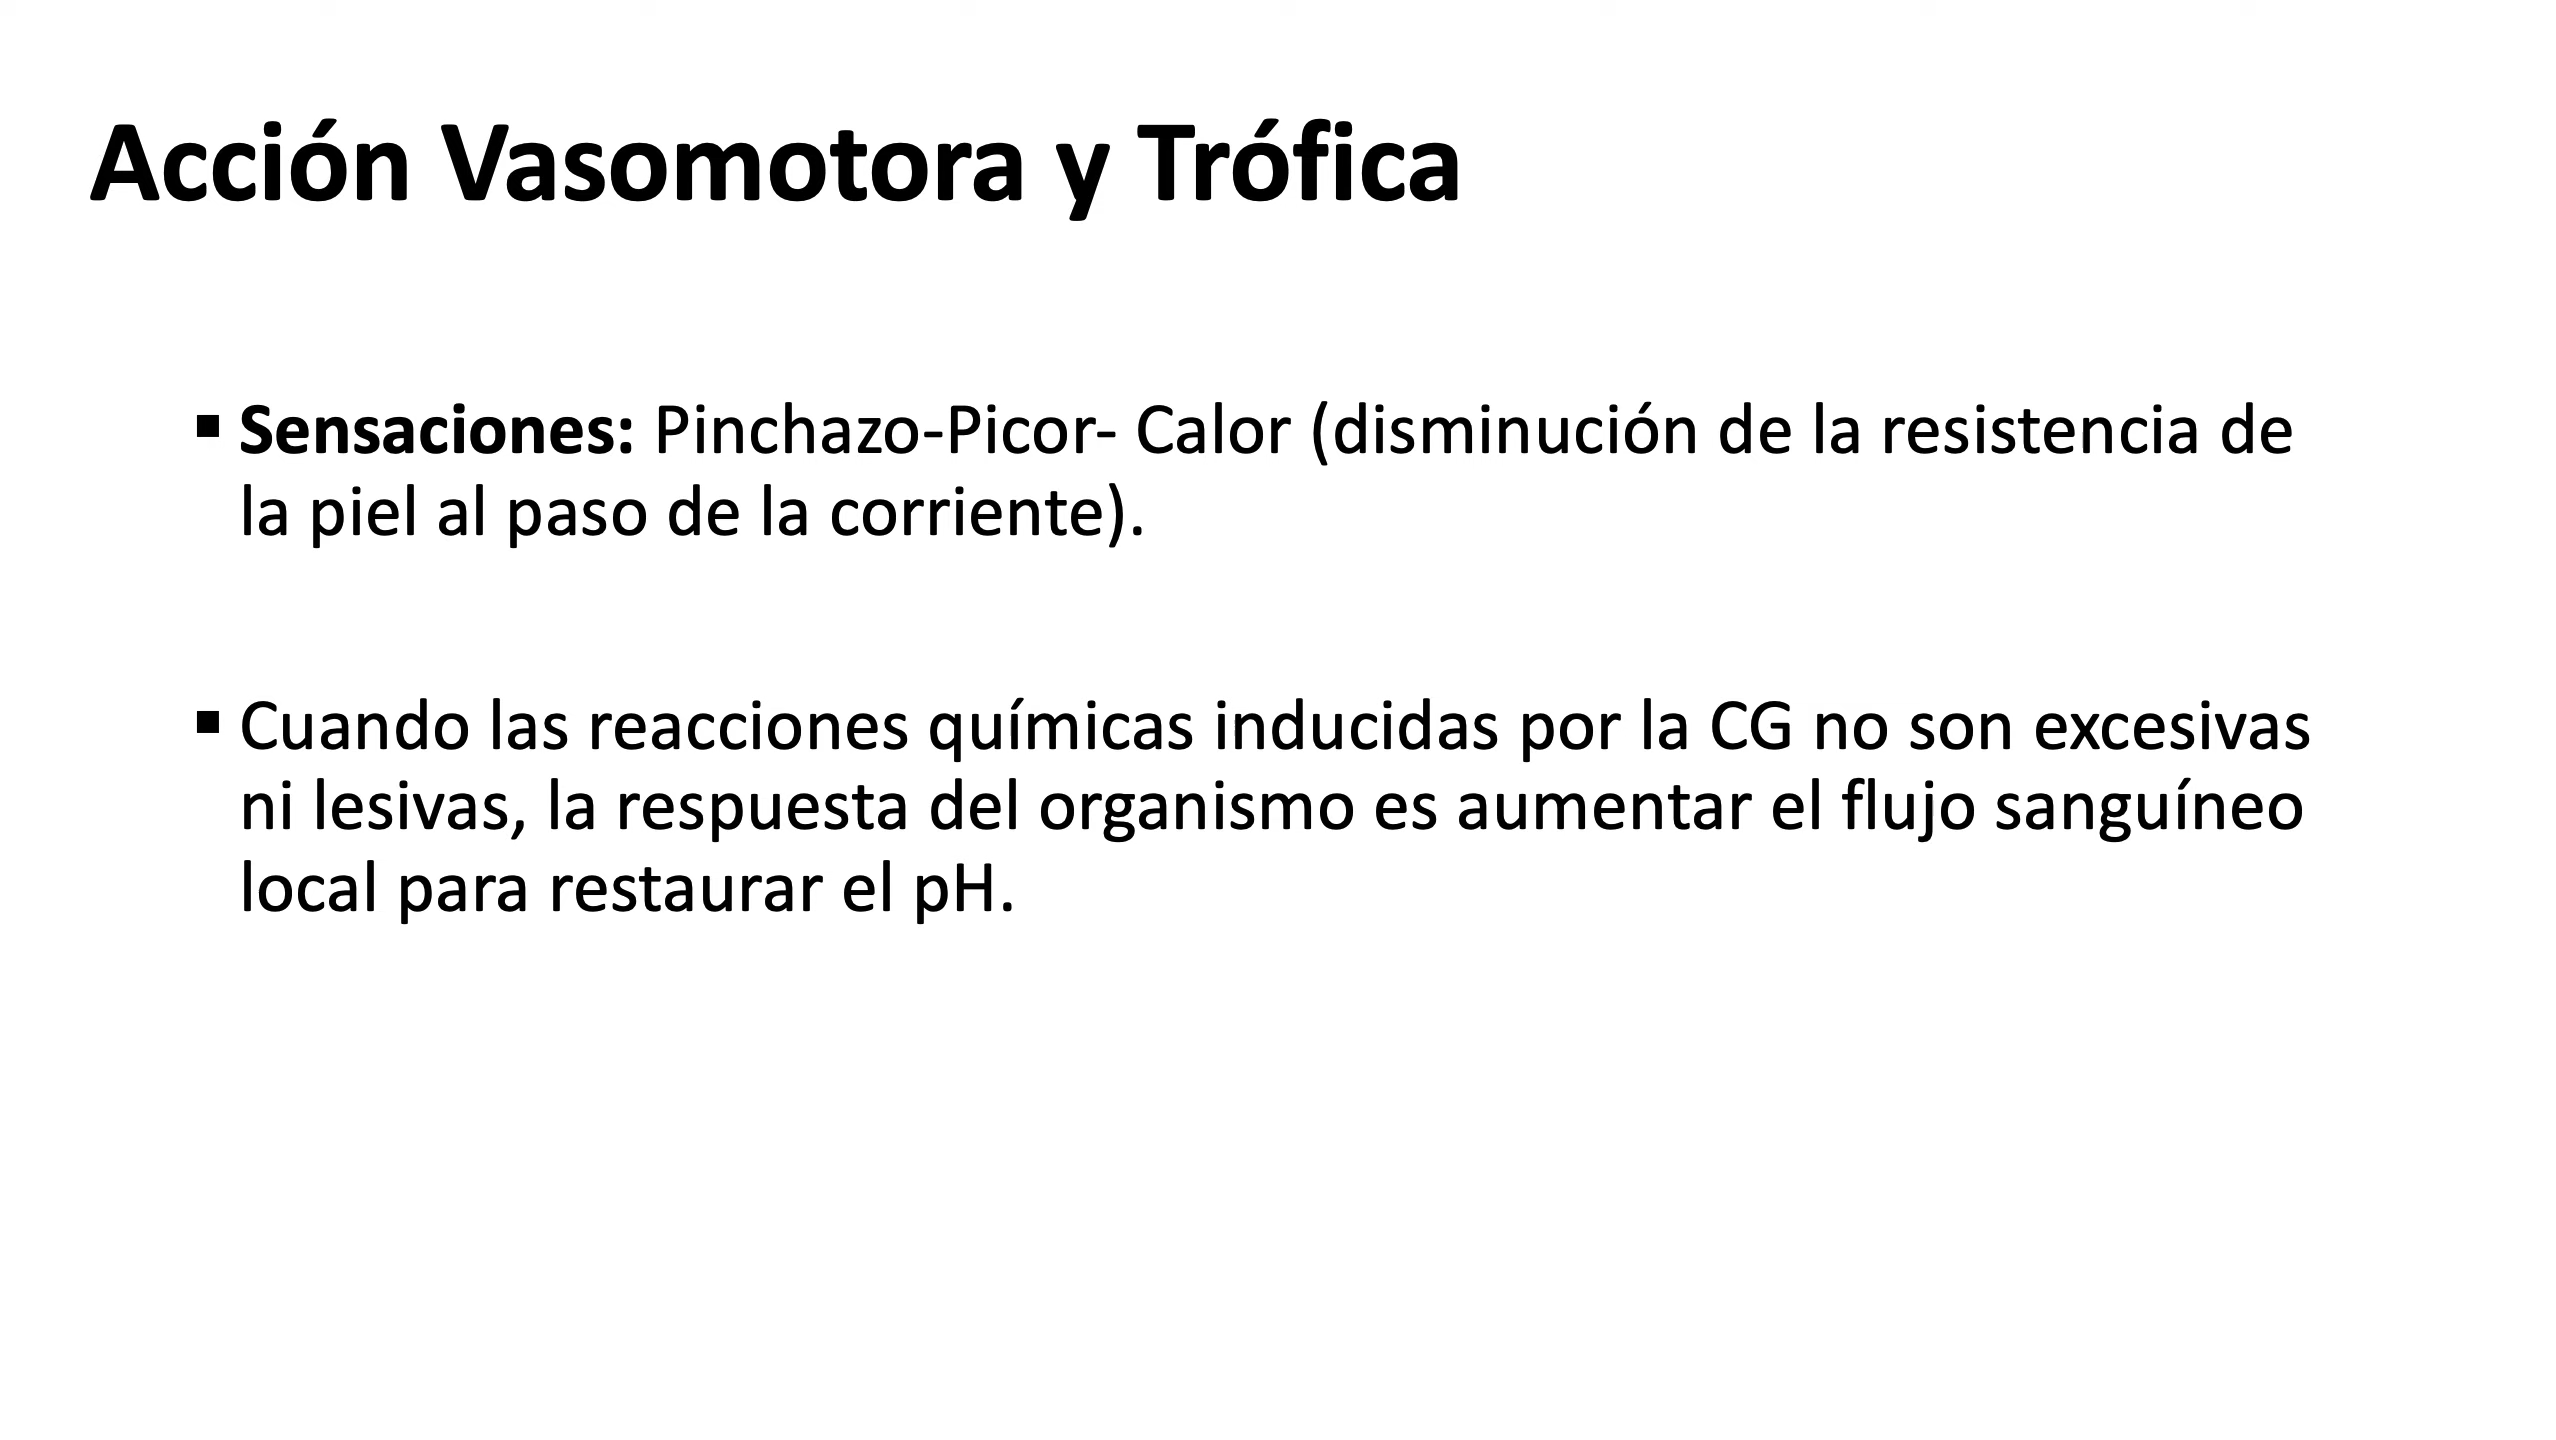 Acción Vasomotora y Trófica
▪ Sensaciones: Pinchazo-Picor- Calor (disminución de la resistencia de
la piel al paso de la corriente).
▪ Cuando las reacciones químicas inducidas por la CG no son excesivas
ni lesivas, la respuesta del organismo es aumentar el flujo sanguíneo
local para restaurar el pH.